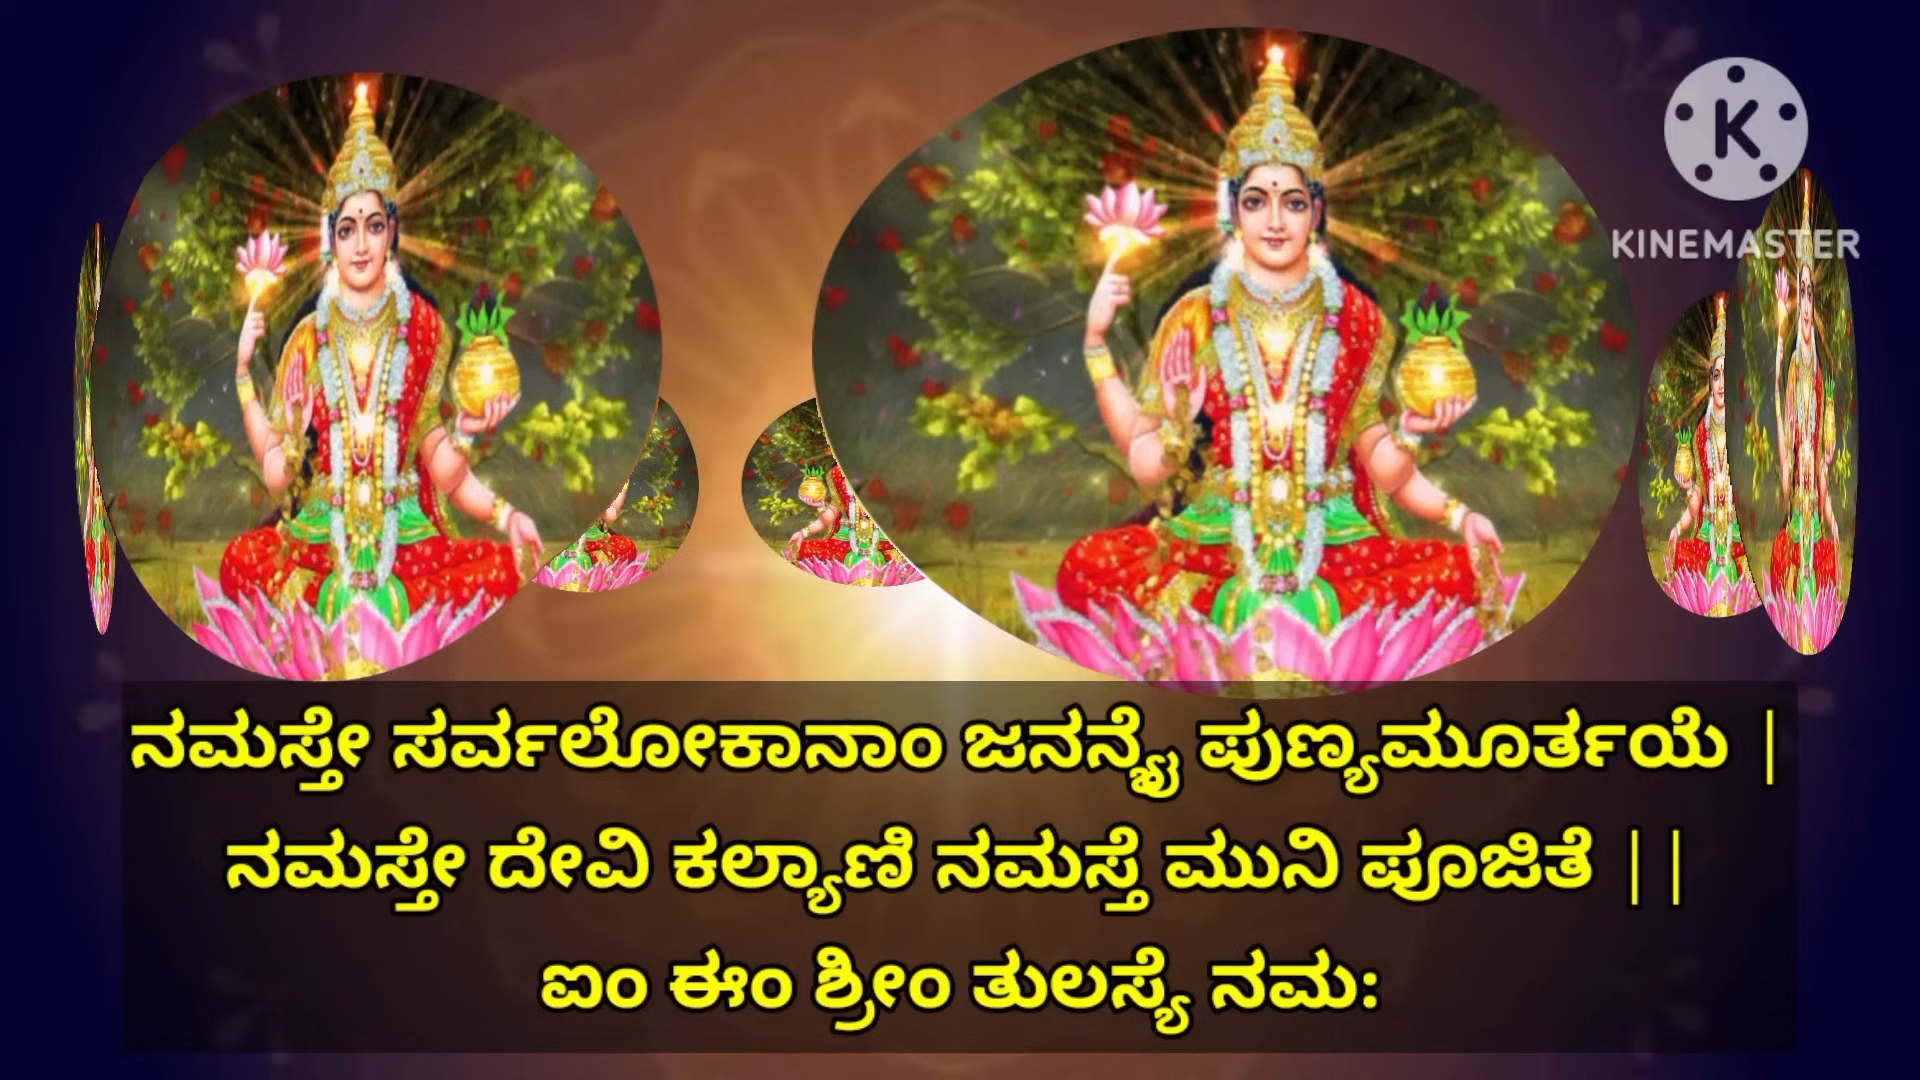 KINEMASTER
ನಮಸ್ತೇ ಸರ್ವಲೋಕಾನಾಂ ಜನನ್ಯೈ ಪುಣ್ಯಮೂರ್ತಯೆ |
ನಮಸ್ತೇ ದೇವಿ ಕಲ್ಯಾಣಿ ನಮಸ್ತೆ ಮುನಿ ಪೂಜಿತೆ ||
ಐಂ ಈಂ ಶ್ರೀಂ ತುಲಸ್ಯೆ ನಮಃ